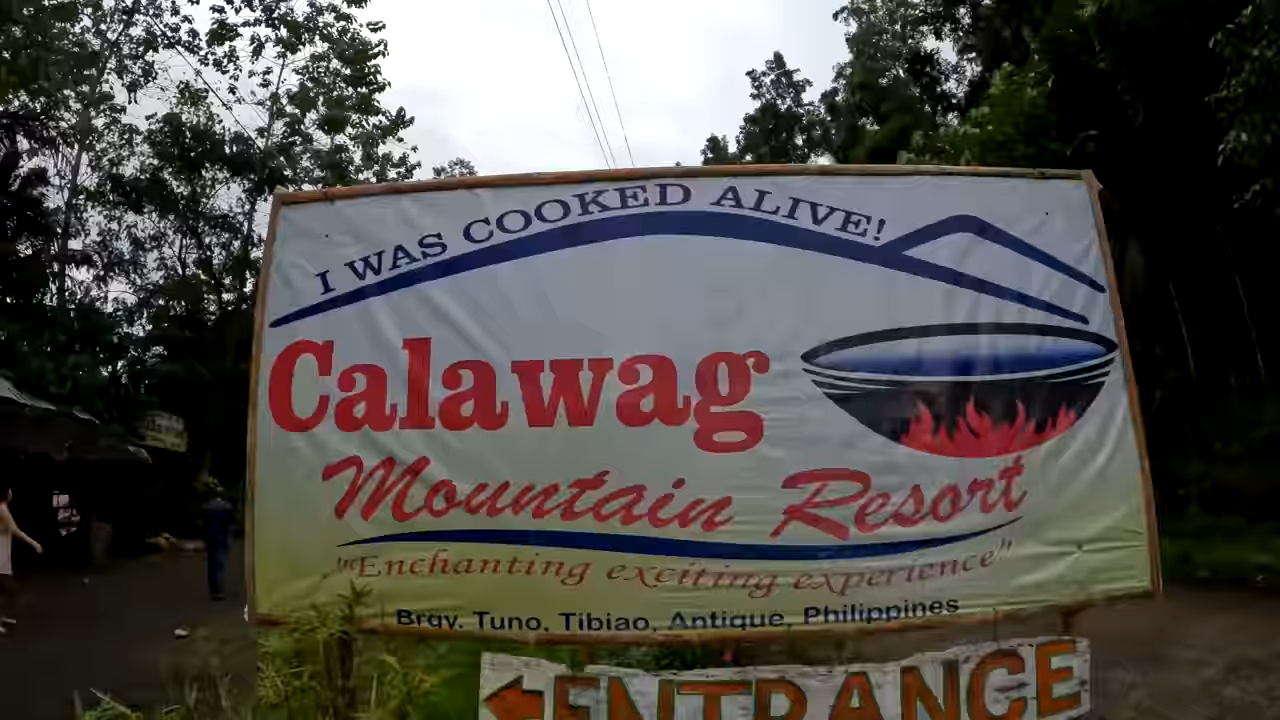 I WAS COOKED ALIVE!
Calawag
Mountain Resort
"Enchanting exciting experience"
Brgy. Tuno, Tibiao, Antique, Philippines
ENTRANCE